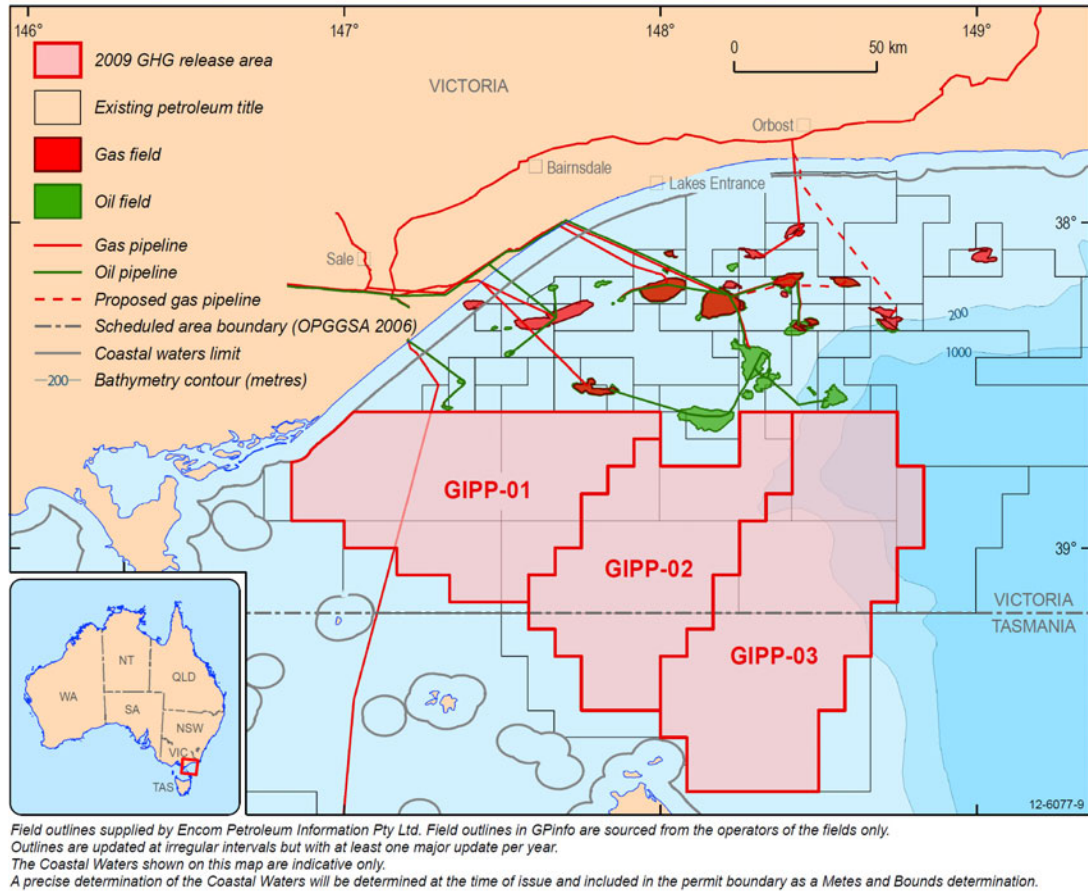 146°
147°
148°
149°
2009 GHG release area
Existing petroleum title
Gas field
Oil field
Gas pipeline
Oil pipeline
Proposed gas pipeline
Scheduled area boundary (OPGGSA 2006)
Coastal waters limit
200
Bathymetry contour (metres)
0
50 km
VICTORIA
Orbost
Bairnsdale
Lakes Entrance
Sale
38°
200
1000
GIPP-01
GIPP-02
39°
VICTORIA
TASMANIA
GIPP-03
NT
QLD
WA
SA
NSW
VIC
TAS
12-6077-9
Field outlines supplied by Encom Petroleum Information Pty Ltd. Field outlines in GPinfo are sourced from the operators of the fields only.
Outlines are updated at irregular intervals but with at least one major update per year.
The Coastal Waters shown on this map are indicative only.
A precise determination of the Coastal Waters will be determined at the time of issue and included in the permit boundary as a Metes and Bounds determination.